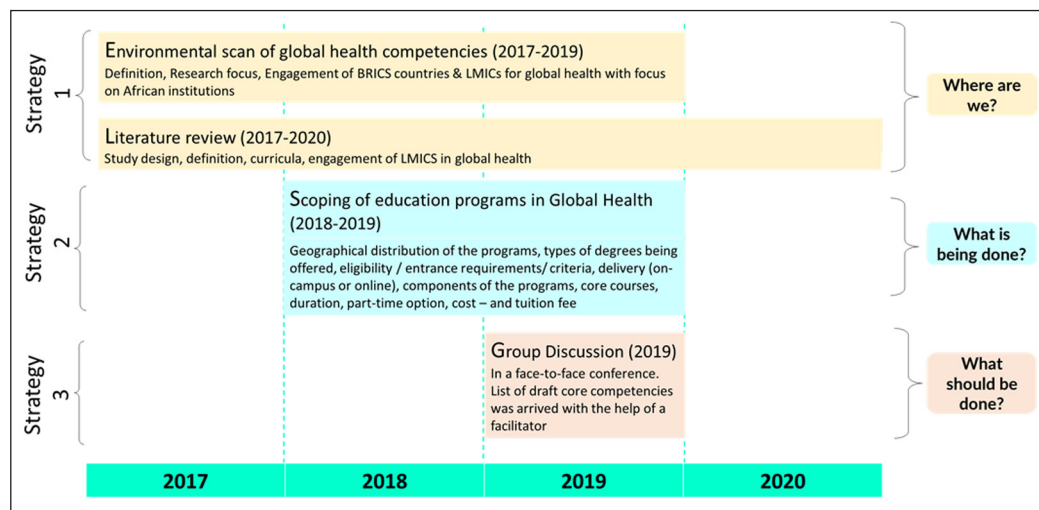 Strategy
1
Environmental scan of global health competencies (2017-2019)
Definition, Research focus, Engagement of BRICS countries & LMICs for global health with focus
on African institutions
Literature review (2017-2020)
Study design, definition, curricula, engagement of LMICS in global health
Where are
we?
Strategy
2
Scoping of education programs in Global Health
(2018-2019)
Geographical distribution of the programs, types of degrees being
offered, eligibility / entrance requirements/ criteria, delivery (on-
campus or online), components of the programs, core courses,
duration, part-time option, cost – and tuition fee
What is
being done?
Strategy
3
Group Discussion (2019)
In a face-to-face conference.
List of draft core competencies
was arrived with the help of a
facilitator
What
should be
done?
2017
2018
2019
2020